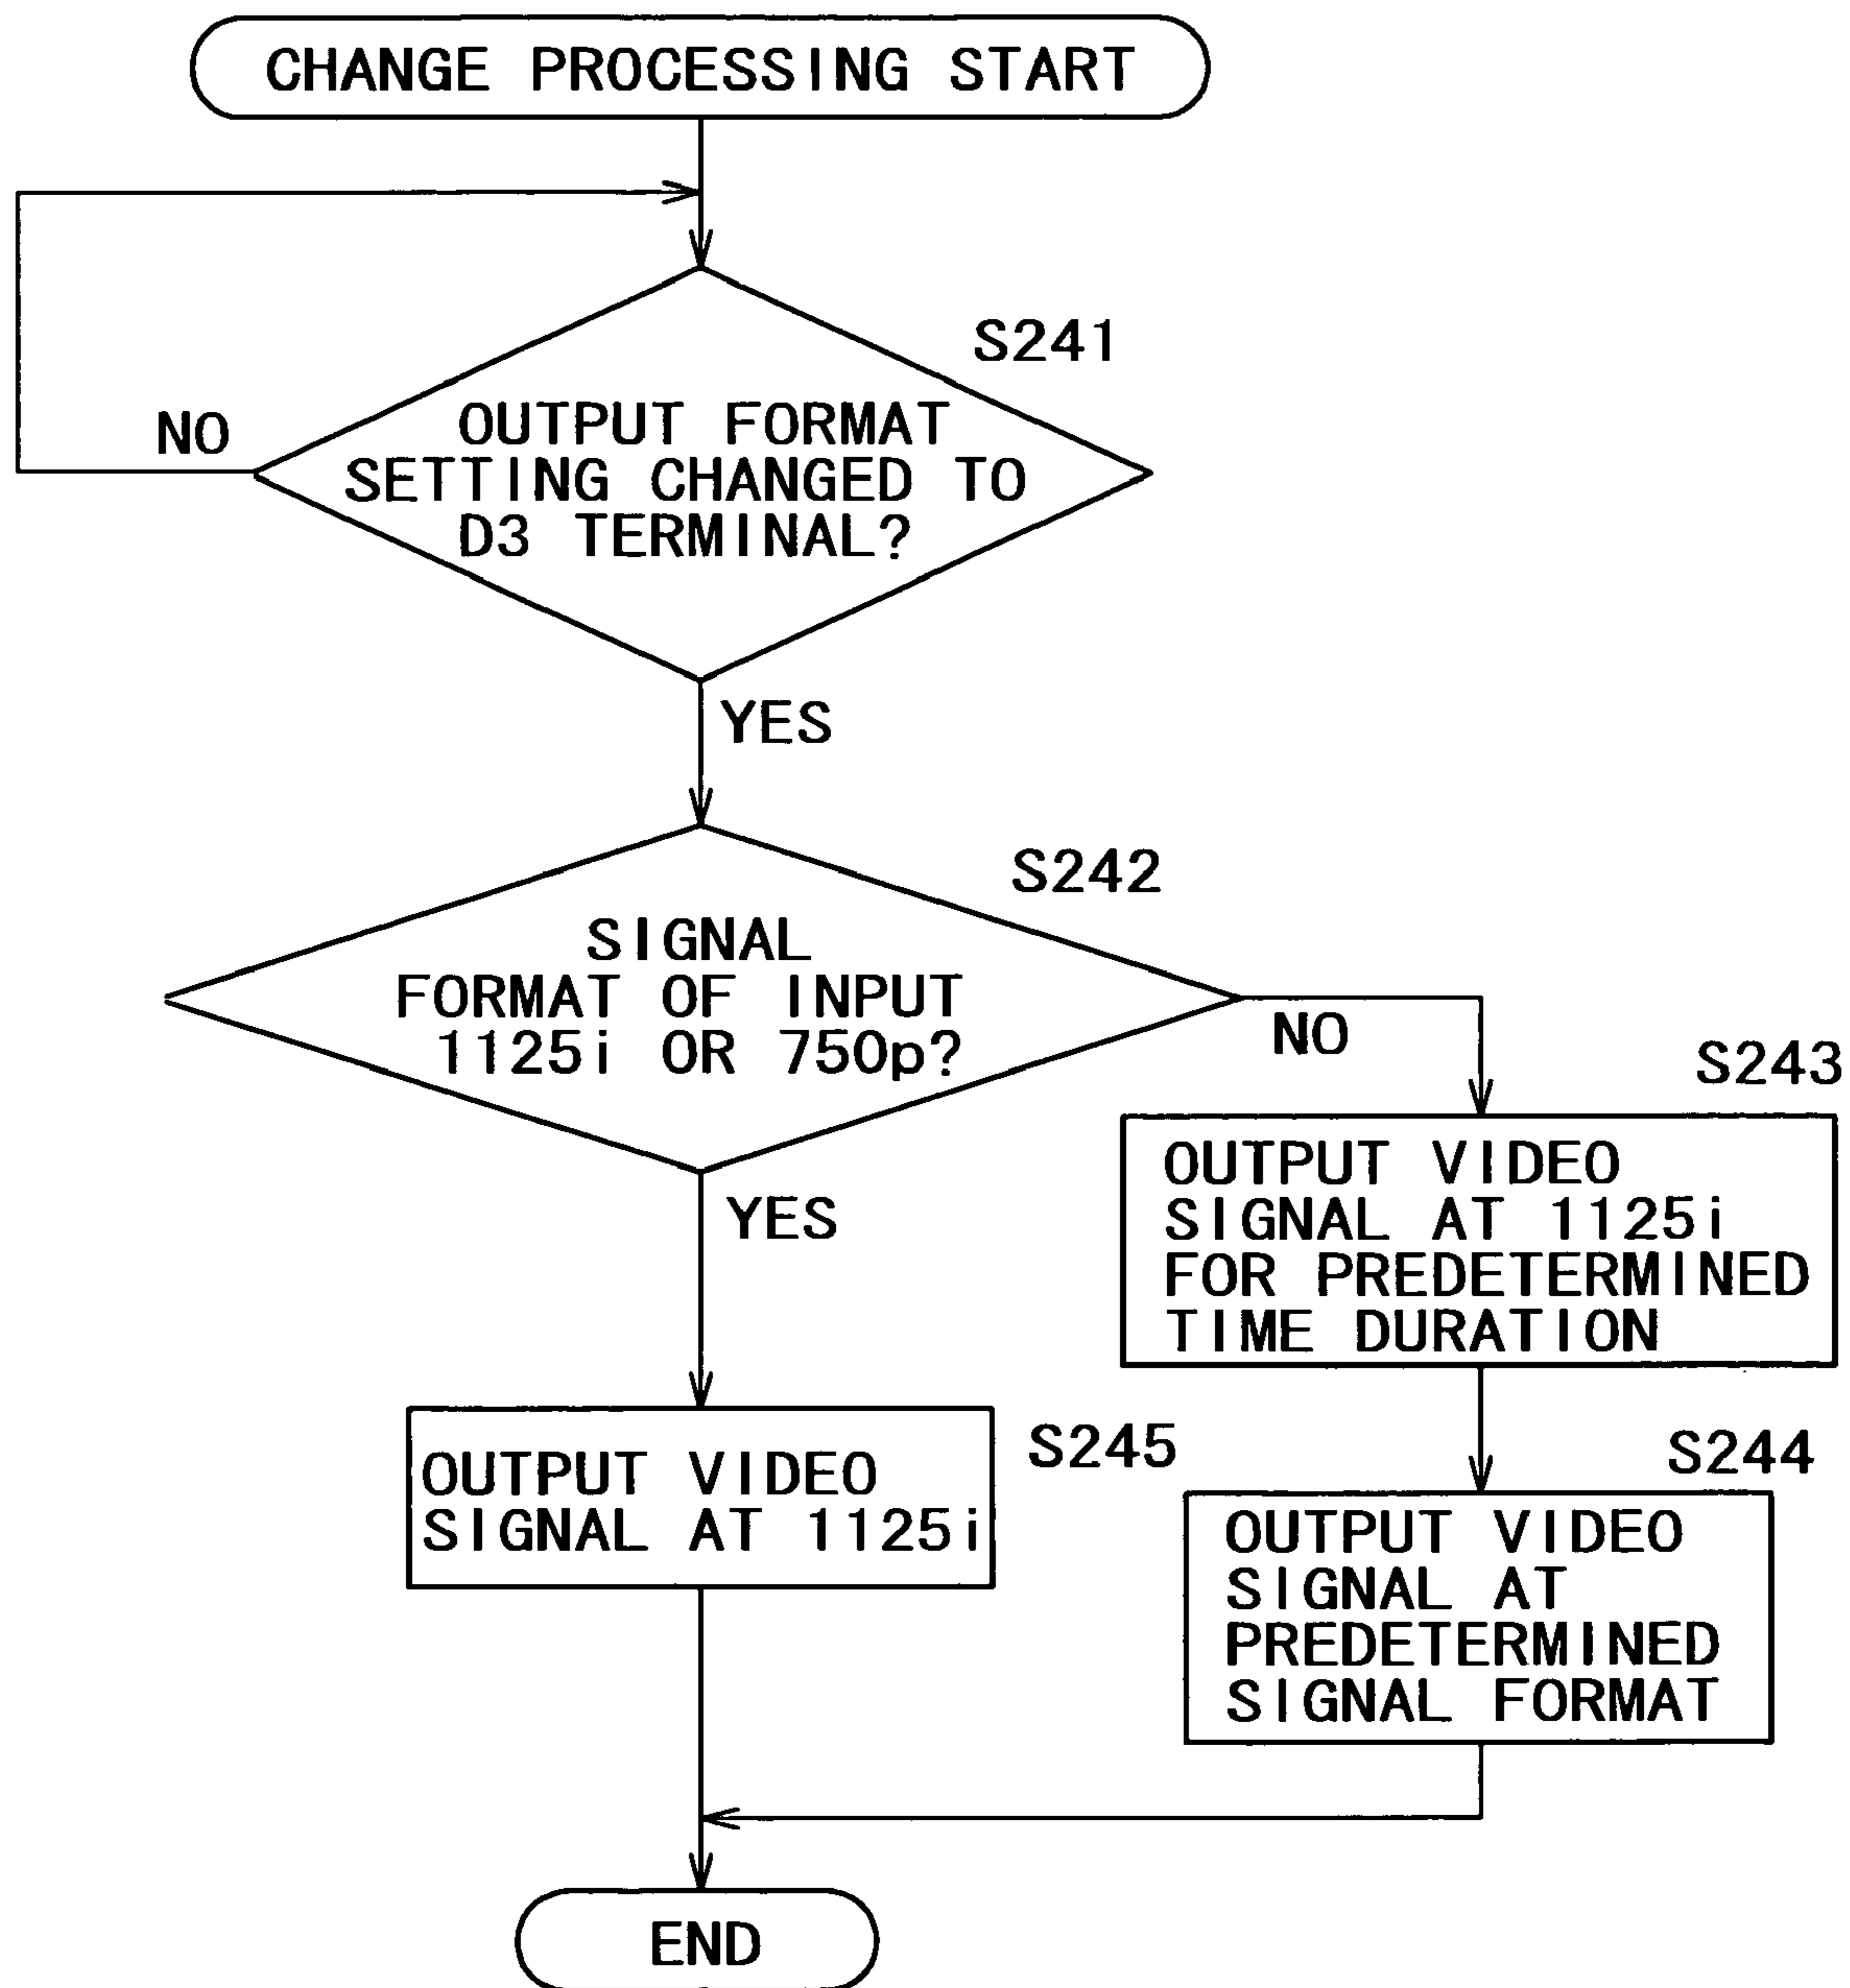 CHANGE PROCESSING START
S241
NO
OUTPUT FORMAT
SETTING CHANGED TO
D3 TERMINAL?
YES
S242
SIGNAL
FORMAT OF INPUT
1125i OR 750p?
NO
S243
OUTPUT VIDEO
SIGNAL AT 1125i
FOR PREDETERMINED
TIME DURATION
YES
S245
OUTPUT VIDEO
SIGNAL AT 1125i
S244
OUTPUT VIDEO
SIGNAL AT
PREDETERMINED
SIGNAL FORMAT
END